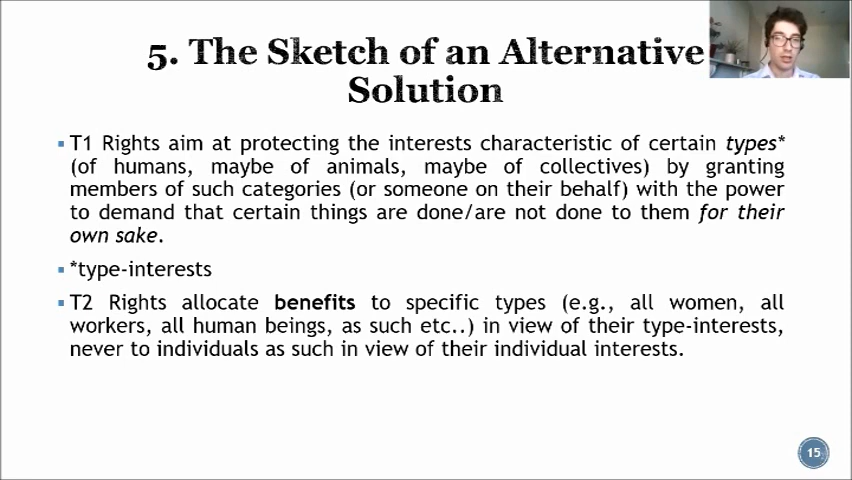 5. The Sketch of an Alternative
Solution
▪ T1 Rights aim at protecting the interests characteristic of certain types*
(of humans, maybe of animals, maybe of collectives) by granting
members of such categories (or someone on their behalf) with the power
to demand that certain things are done/are not done to them for their
own sake.
▪ *type-interests
▪ T2 Rights allocate benefits to specific types (e.g., all women, all
workers, all human beings, as such etc..) in view of their type-interests,
never to individuals as such in view of their individual interests.
15